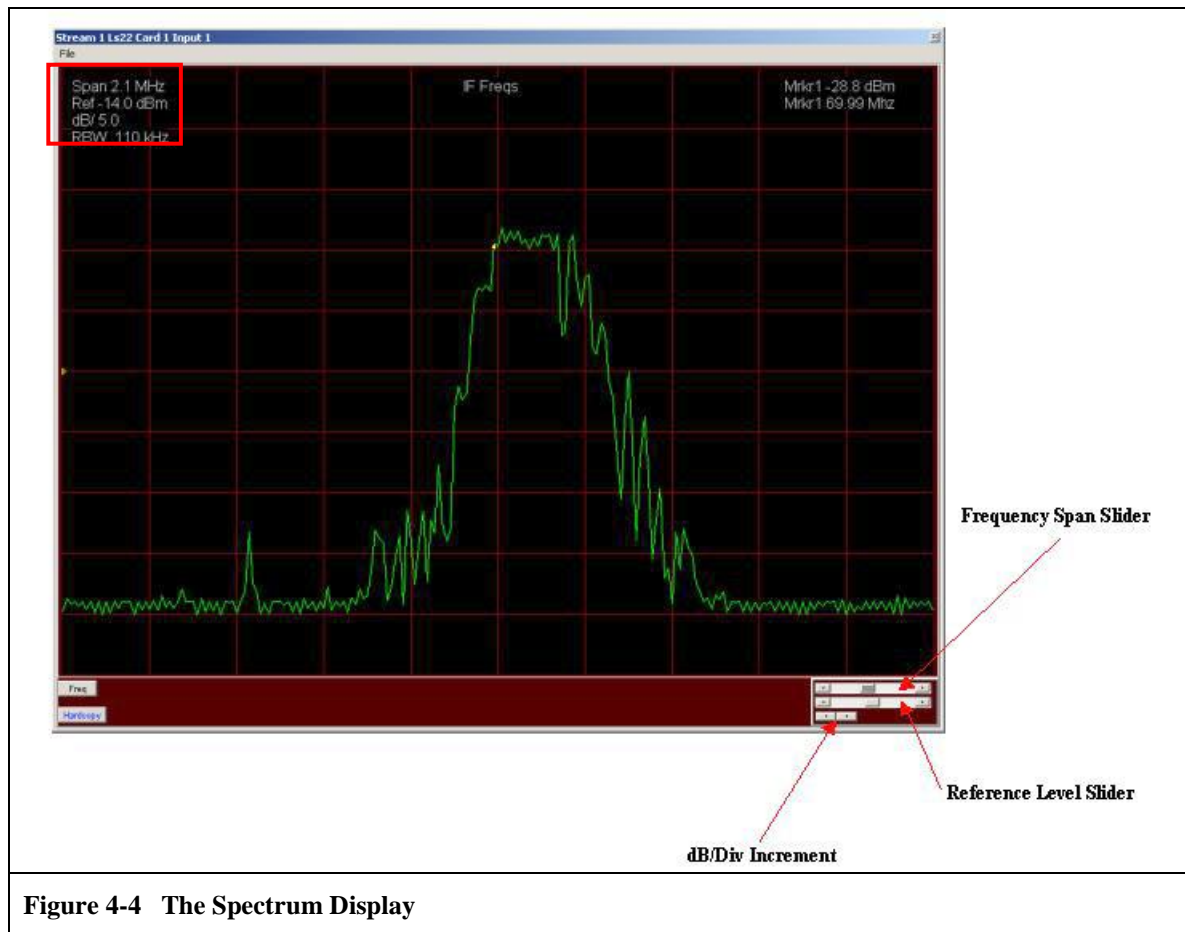 Stream 1 Ls22 Card 1 Input 1
File
Span 2.1 MHz
Ref -14.0 dBm
dB/ 5.0
RBW 110 kHz
IF Freqs
Mrkr1 -28.8 dBm
Mrkr1 69.99 Mhz
Freq
Hardcopy
Frequency Span Slider
Reference Level Slider
dB/Div Increment
Figure 4-4 The Spectrum Display